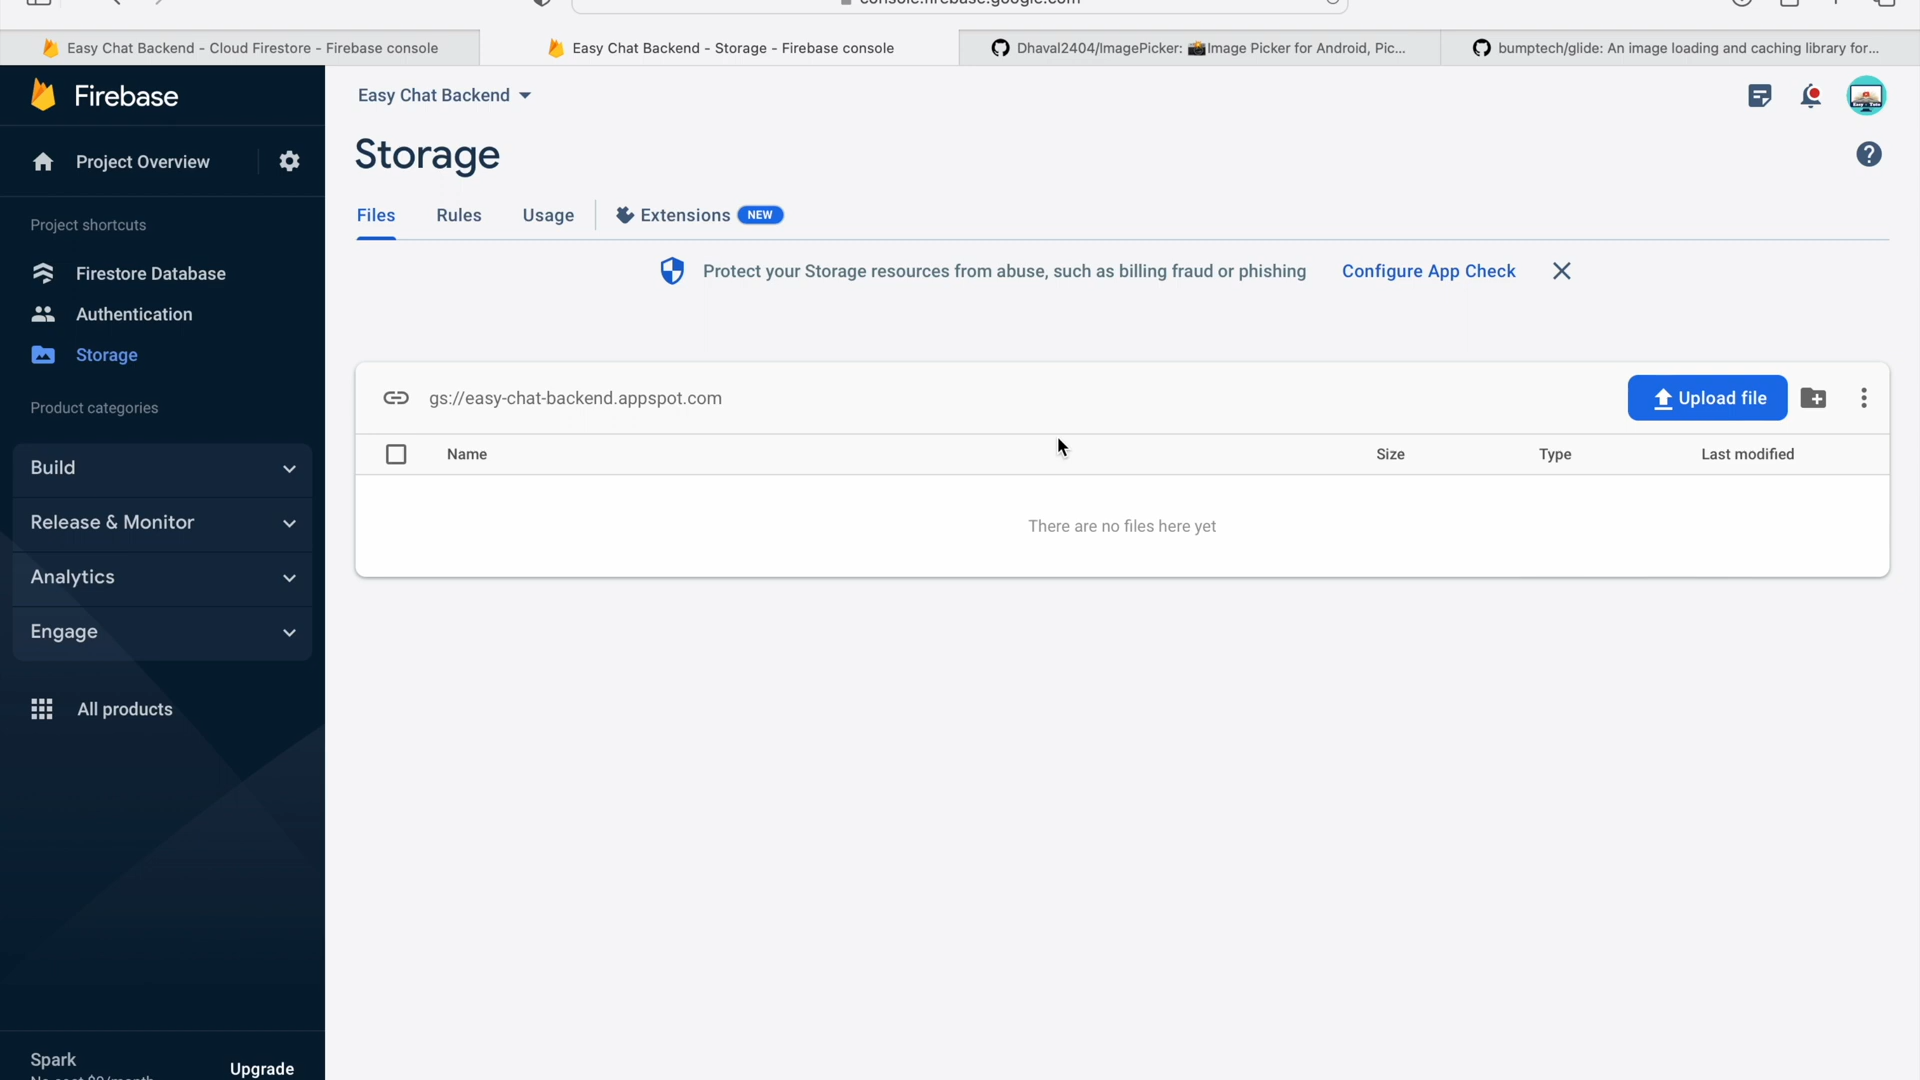 console.firebase.google.com
Easy Chat Backend - Cloud Firestore - Firebase console
Easy Chat Backend - Storage - Firebase console
Dhaval2404/ImagePicker: 📸Image Picker for Android, Pic...
bumptech/glide: An image loading and caching library for...
Firebase
Easy Chat Backend
Project Overview
Storage
Files
Rules
Usage
Extensions
NEW
Project shortcuts
Protect your Storage resources from abuse, such as billing fraud or phishing
Configure App Check
Firestore Database
Authentication
Storage
Product categories
gs://easy-chat-backend.appspot.com
Upload file
Name
Size
Type
Last modified
Build
There are no files here yet
Release & Monitor
Analytics
Engage
All products
Spark
Upgrade
No cost $0/month